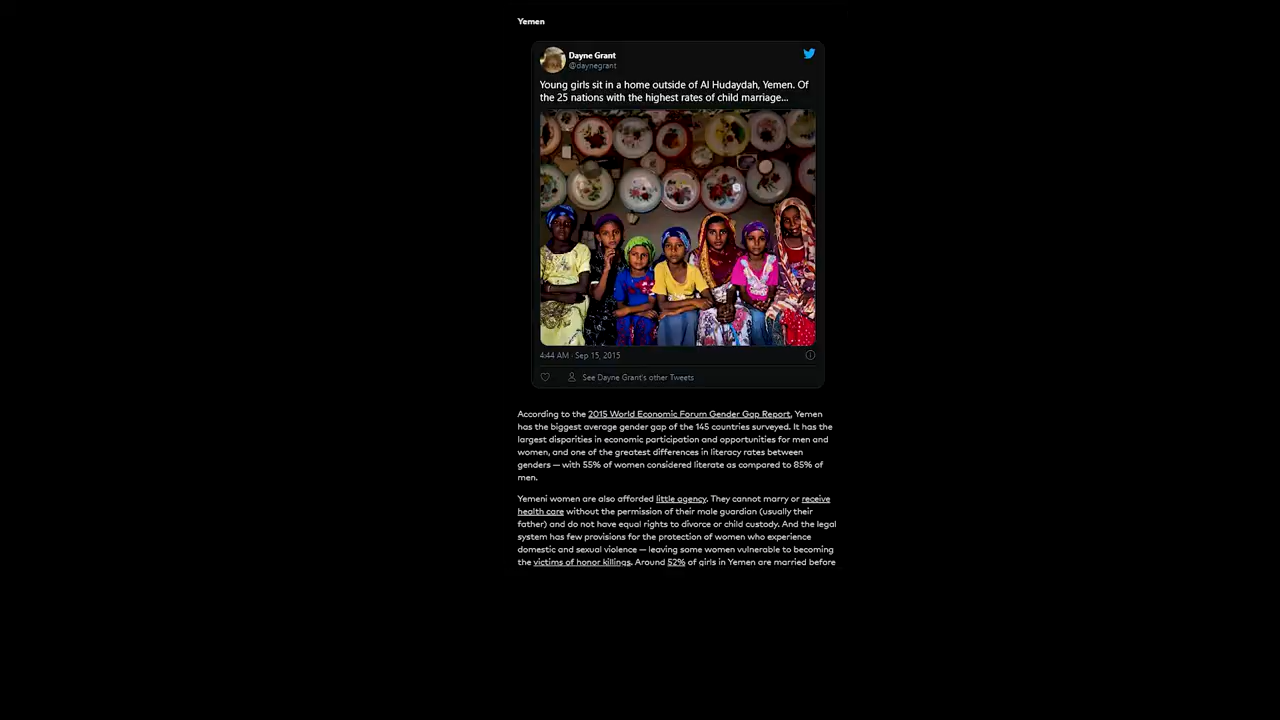 Yemen
Dayne Grant
@daynegrant
Young girls sit in a home outside of Al Hudaydah, Yemen. Of
the 25 nations with the highest rates of child marriage...
4:44 AM · Sep 15, 2015
See Dayne Grant's other Tweets
According to the 2015 World Economic Forum Gender Gap Report, Yemen
has the biggest average gender gap of the 145 countries surveyed. It has the
largest disparities in economic participation and opportunities for men and
women, and one of the greatest differences in literacy rates between
genders — with 55% of women considered literate as compared to 85% of
men.
Yemeni women are also afforded little agency. They cannot marry or receive
health care without the permission of their male guardian (usually their
father) and do not have equal rights to divorce or child custody. And the legal
system has few provisions for the protection of women who experience
domestic and sexual violence — leaving some women vulnerable to becoming
the victims of honor killings. Around 52% of girls in Yemen are married before